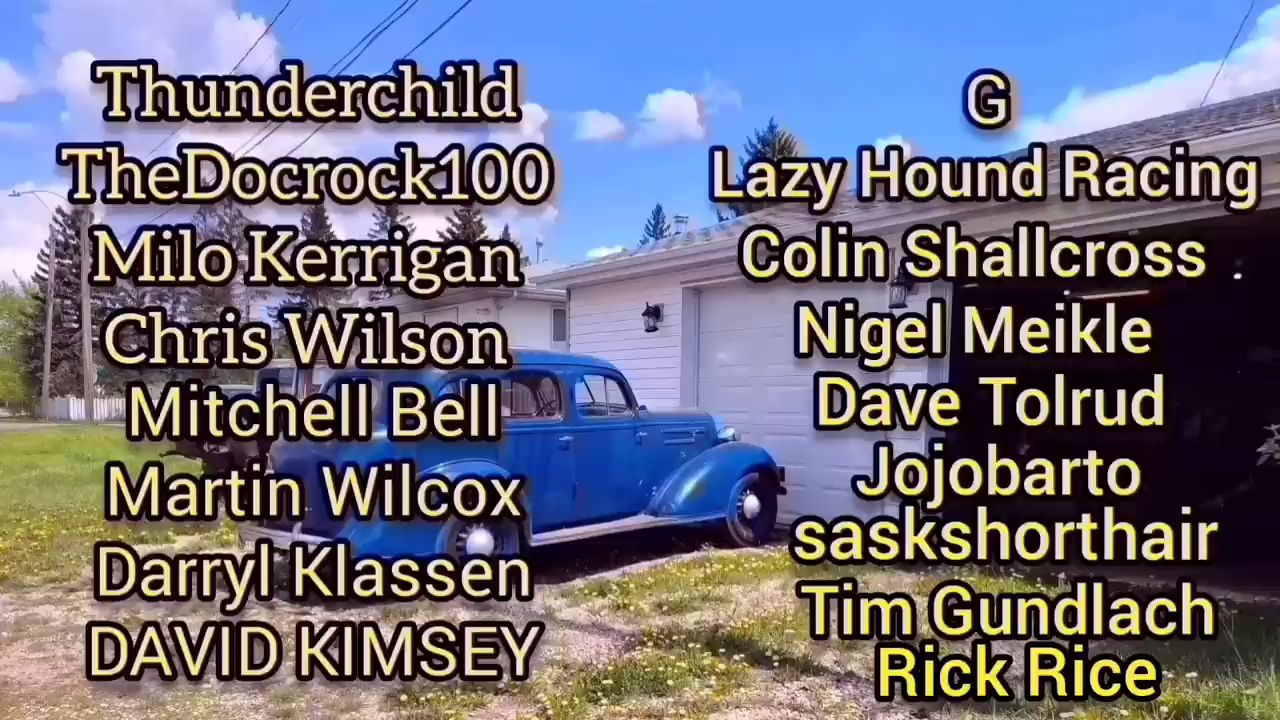 Thunderchild
TheDocrock100
Milo Kerrigan
Chris Wilson
Mitchell Bell
Martin Wilcox
Darryl Klassen
DAVID KIMSEY
G
Lazy Hound Racing
Colin Shallcross
Nigel Meikle
Dave Tolrud
Jojobarto
saskshorthair
Tim Gundlach
Rick Rice